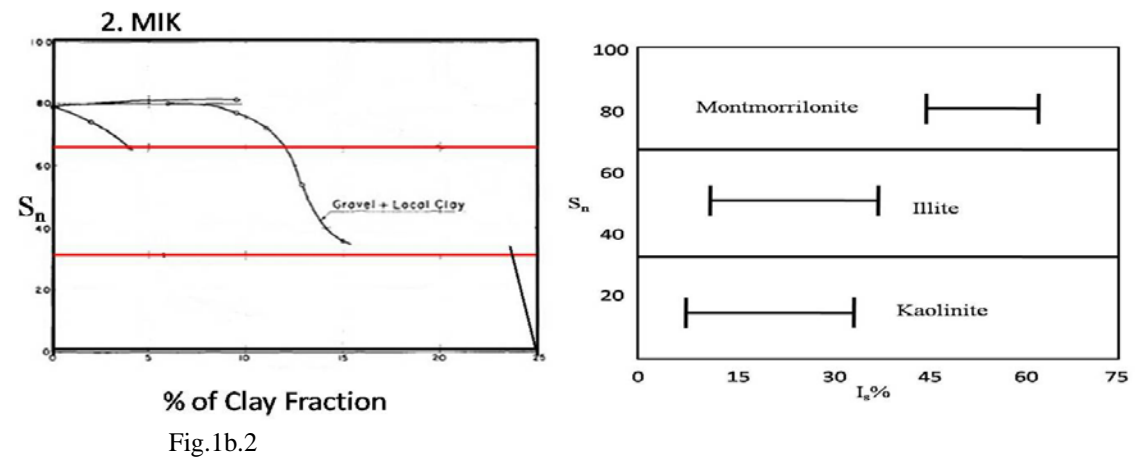 2. MIK
100
80
60
40
20
0
5
10
15
20
25
Sn
Gravel + Local Clay
% of Clay Fraction
Fig.1b.2
100
80
60
40
20
Sn
Montmorrilonite
Illite
Kaolinite
0 15 30 45 60 75
Is%